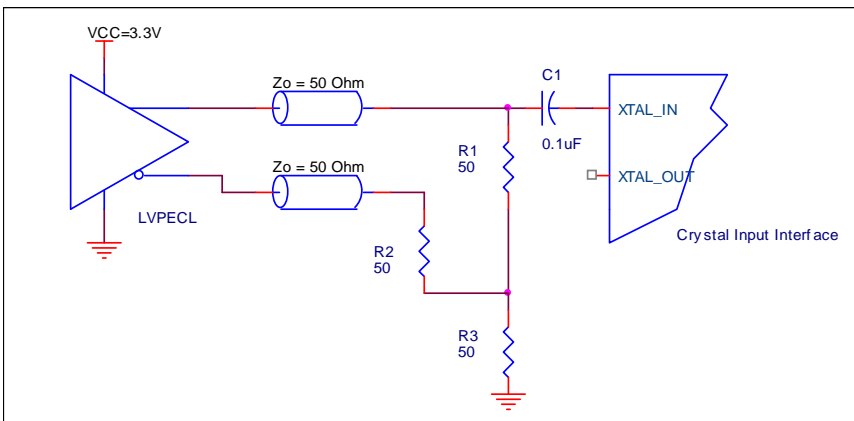 VCC=3.3V
Zo = 50 Ohm
C1
XTAL_IN
0.1uF
R1
50
Zo = 50 Ohm
XTAL_OUT
LVPECL
Crystal Input Interface
R2
50
R3
50